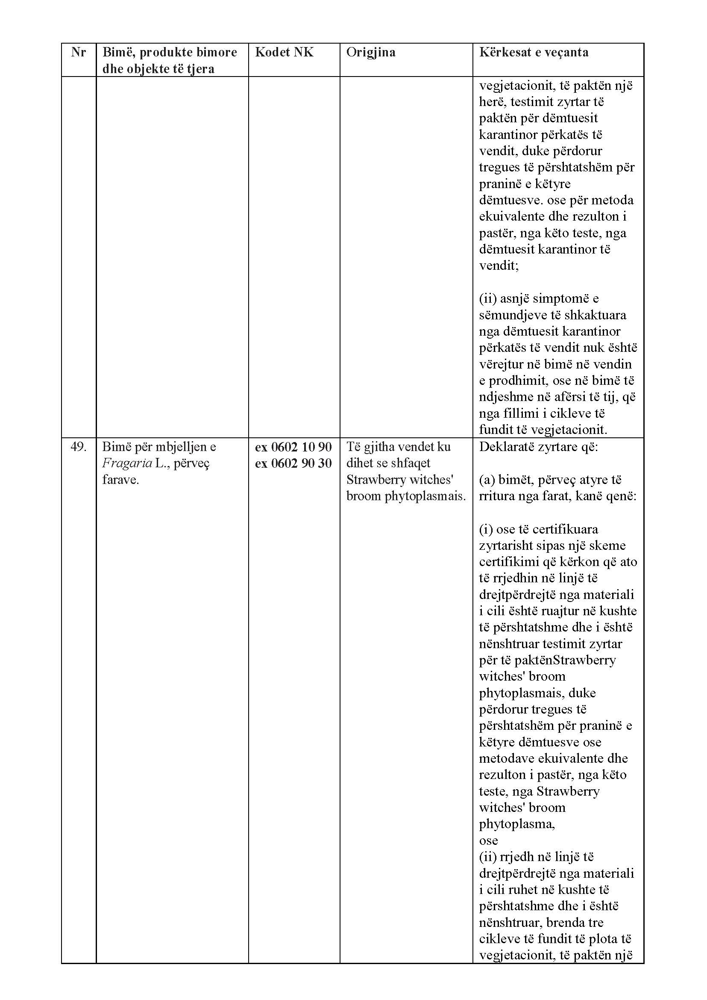 Nr
Bimë, produkte bimore
dhe objekte të tjera
Kodet NK
Origjina
Kërkesat e veçanta
vegjetacionit, të paktën një
herë, testimit zyrtar të
paktën për dëmtuesit
karantinor përkatës të
vendit, duke përdorur
tregues të përshtatshëm për
praninë e këtyre
dëmtuesve. ose për metoda
ekuivalente dhe rezulton i
pastër, nga këto teste, nga
dëmtuesit karantinor të
vendit;
(ii) asnjë simptomë e
sëmundjeve të shkaktuara
nga dëmtuesit karantinor
përkatës të vendit nuk është
vërejtur në bimë në vendin
e prodhimit, ose në bimë të
ndjeshme në afërsi të tij, që
nga fillimi i cikleve të
fundit të vegjetacionit.
49.
Bimë për mbjelljen e
Fragaria L., përveç
farave.
ex 0602 10 90
ex 0602 90 30
Të gjitha vendet ku
dihet se shfaqet
Strawberry witches'
broom phytoplasmais.
Deklaratë zyrtare që:
(a) bimët, përveç atyre të
rritura nga farat, kanë qenë:
(i) ose të certifikuara
zyrtarisht sipas një skeme
certifikimi që kërkon që ato
të rrjedhin në linjë të
drejtpërdrejtë nga materiali
i cili është ruajtur në kushte
të përshtatshme dhe i është
nënshtruar testimit zyrtar
për të paktënStrawberry
witches' broom
phytoplasmais, duke
përdorur tregues të
përshtatshëm për praninë e
këtyre dëmtuesve ose
metodave ekuivalente dhe
rezulton i pastër, nga këto
teste, nga Strawberry
witches' broom
phytoplasma,
ose
(ii) rrjedh në linjë të
drejtpërdrejtë nga materiali
i cili ruhet në kushte të
përshtatshme dhe i është
nënshtruar, brenda tre
cikleve të fundit të plota të
vegjetacionit, të paktën një